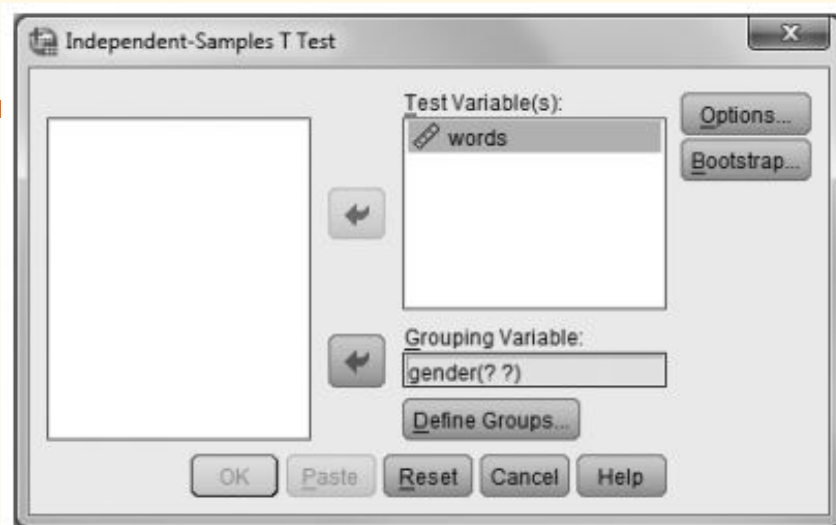 Independent-Samples T Test
Test Variable(s):
words
Options...
Bootstrap...
Grouping Variable:
gender(? ?)
Define Groups...
OK Paste Reset Cancel Help